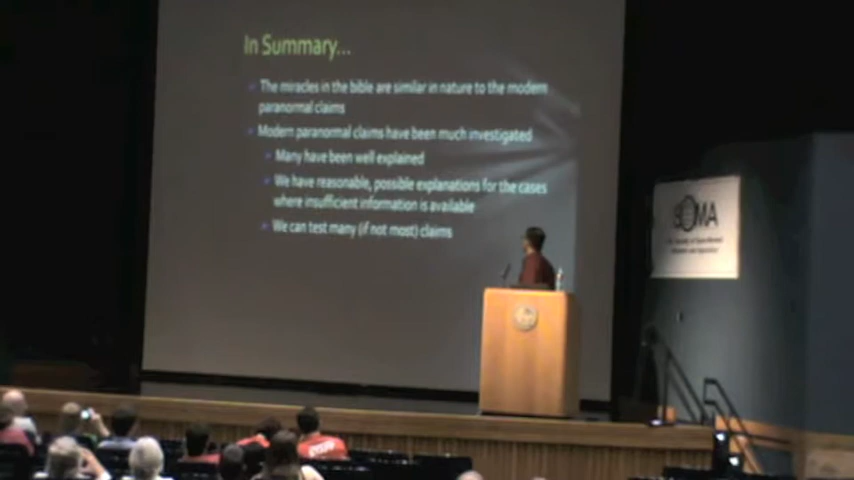 In Summary...
The miracles in the bible are similar in nature to the modern
paranormal claims
Modern paranormal claims have been much investigated
Many have been well explained
We have reasonable, possible explanations for the cases
where insufficient information is available
We can test many (if not most) claims
SOMA